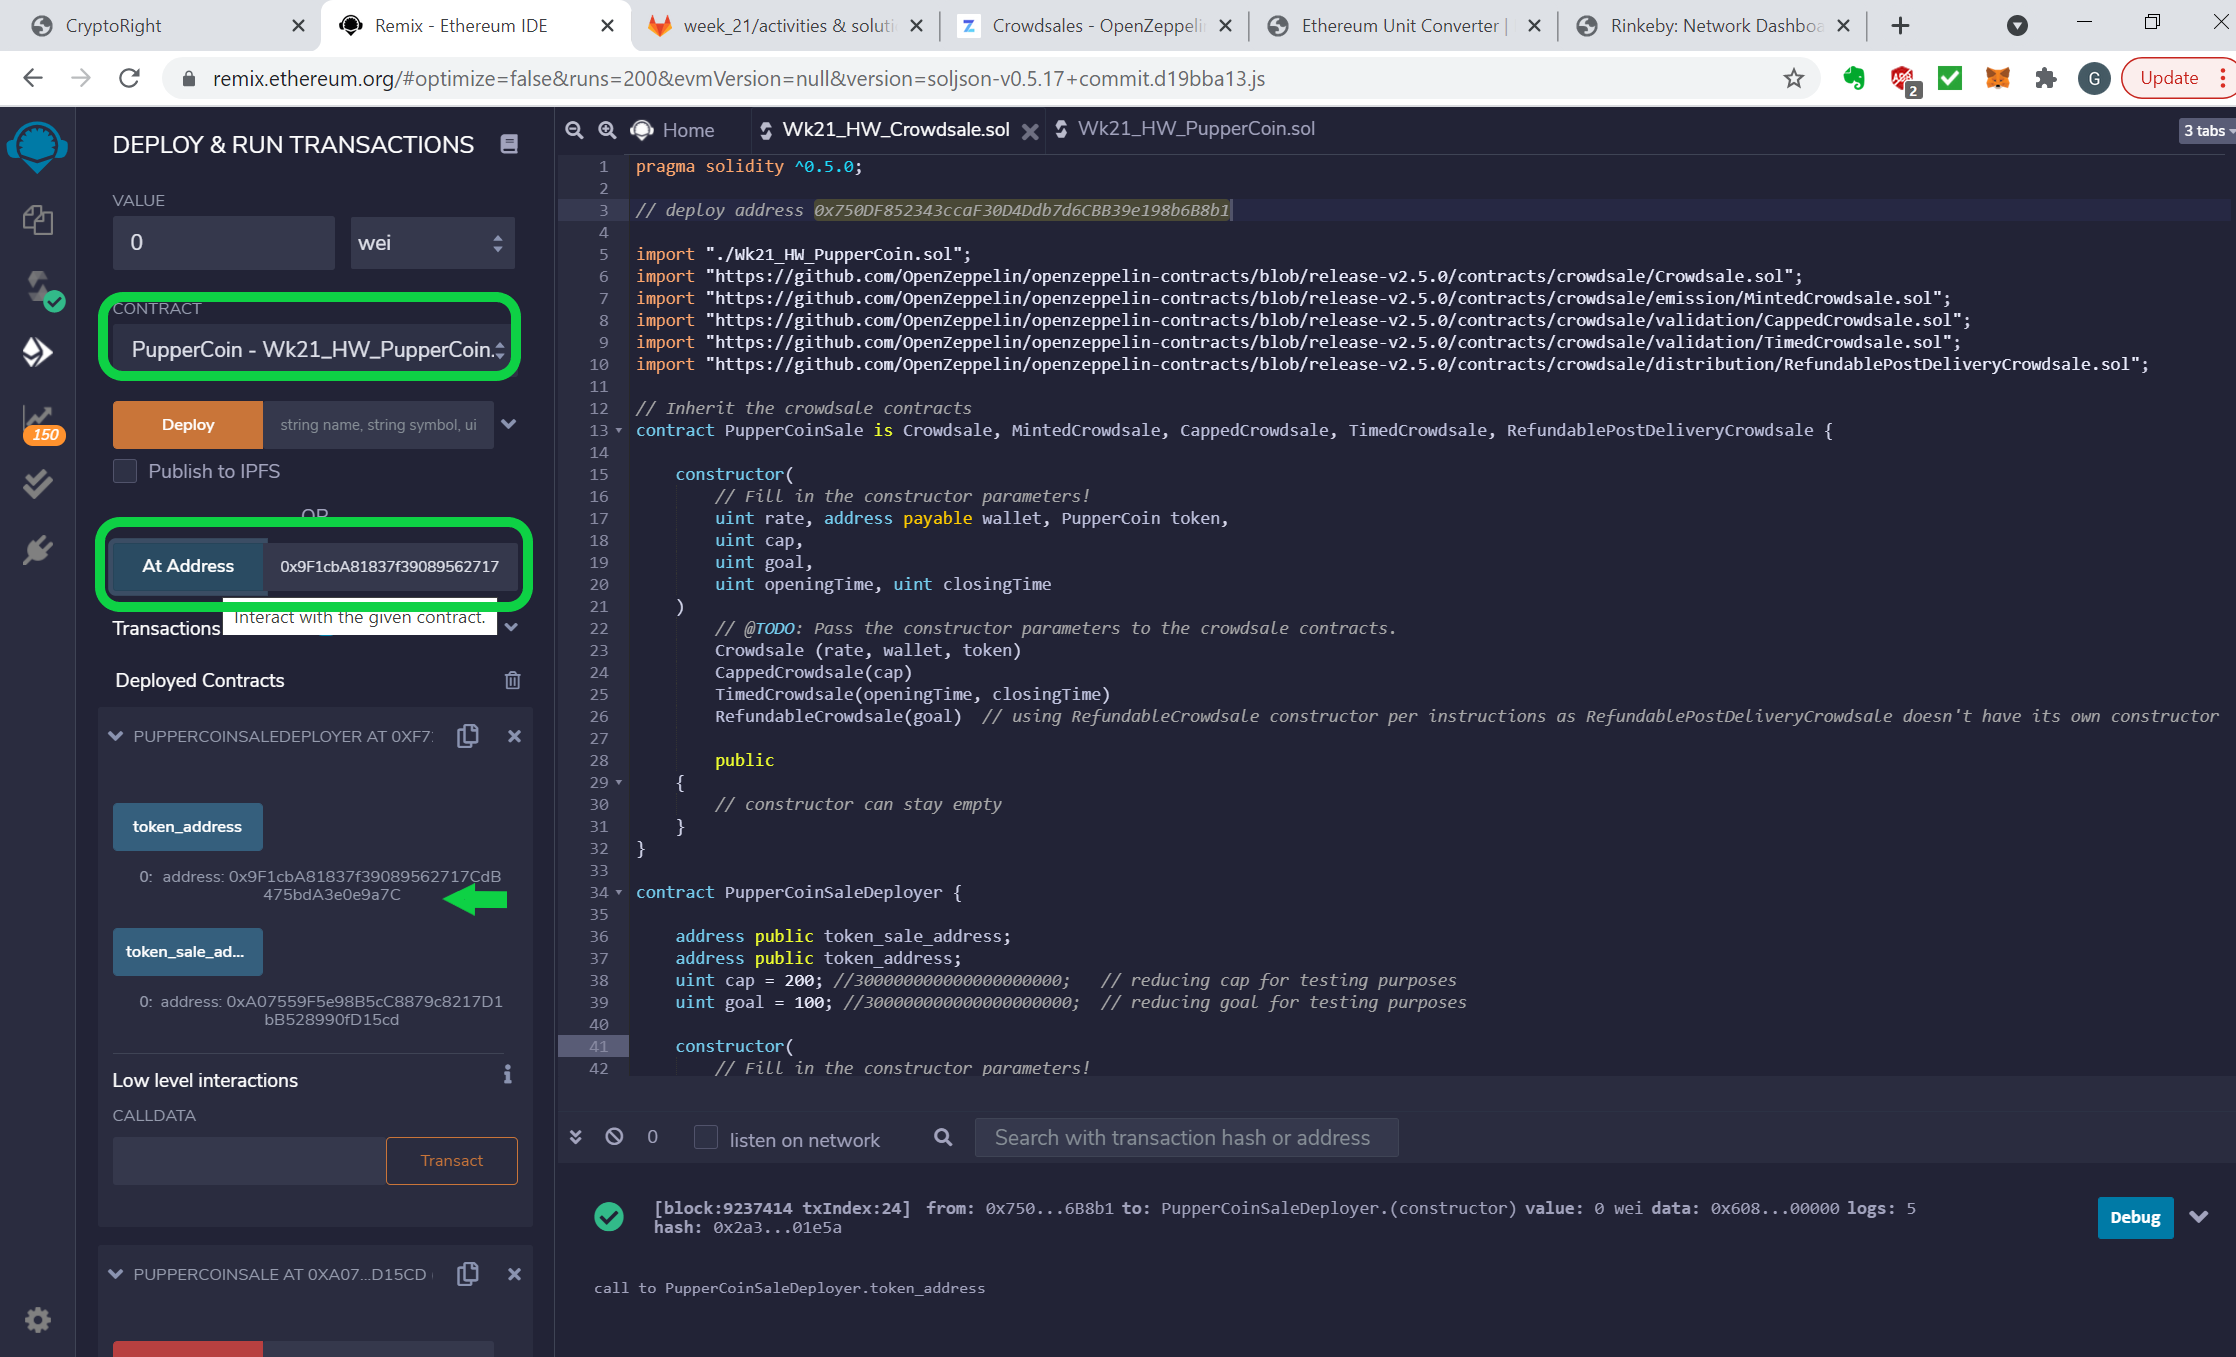 CryptoRight
Remix - Ethereum IDE
week_21/activities & soluti
Crowdsales - OpenZeppeli
Ethereum Unit Converter |
Rinkeby: Network Dashboa
remix.ethereum.org/#optimize=false&runs=200&evmVersion=null&version=soljson-v0.5.17+commit.d19bba13.js
2
G
Update
DEPLOY & RUN TRANSACTIONS
VALUE
0
wei
CONTRACT
PupperCoin - Wk21_HW_PupperCoin.
Deploy
string name, string symbol, ui
150
Publish to IPFS
OR
At Address
0x9F1cbA81837f39089562717
Interact with the given contract.
Transactions
Deployed Contracts
PUPPERCOINSALEDEPLOYER AT 0XF7
token_address
0: address: 0x9F1cbA81837f39089562717CdB
475bdA3e0e9a7C
token_sale_ad...
0: address: 0xA07559F5e98B5cC8879c8217D1
bB528990fD15cd
Low level interactions
CALLDATA
Transact
PUPPERCOINSALE AT 0XA07...D15CD
Home
Wk21_HW_Crowdsale.sol
Wk21_HW_PupperCoin.sol
3 tabs
1 pragma solidity ^0.5.0;
2
3 // deploy address 0x750DF852343ccaF30D4Ddb7d6CBB39e198b6B8b1
4
5 import "./Wk21_HW_PupperCoin.sol";
6 import "https://github.com/OpenZeppelin/openzeppelin-contracts/blob/release-v2.5.0/contracts/crowdsale/Crowdsale.sol";
7 import "https://github.com/OpenZeppelin/openzeppelin-contracts/blob/release-v2.5.0/contracts/crowdsale/emission/MintedCrowdsale.sol";
8 import "https://github.com/OpenZeppelin/openzeppelin-contracts/blob/release-v2.5.0/contracts/crowdsale/validation/CappedCrowdsale.sol";
9 import "https://github.com/OpenZeppelin/openzeppelin-contracts/blob/release-v2.5.0/contracts/crowdsale/validation/TimedCrowdsale.sol";
10 import "https://github.com/OpenZeppelin/openzeppelin-contracts/blob/release-v2.5.0/contracts/crowdsale/distribution/RefundablePostDeliveryCrowdsale.sol";
11
12 // Inherit the crowdsale contracts
13 contract PupperCoinSale is Crowdsale, MintedCrowdsale, CappedCrowdsale, TimedCrowdsale, RefundablePostDeliveryCrowdsale {
14
15 constructor(
16 // Fill in the constructor parameters!
17 uint rate, address payable wallet, PupperCoin token,
18 uint cap,
19 uint goal,
20 uint openingTime, uint closingTime
21 )
22 // @TODO: Pass the constructor parameters to the crowdsale contracts.
23 Crowdsale (rate, wallet, token)
24 CappedCrowdsale(cap)
25 TimedCrowdsale(openingTime, closingTime)
26 RefundableCrowdsale(goal) // using RefundableCrowdsale constructor per instructions as RefundablePostDeliveryCrowdsale doesn't have its own constructor
27
28 public
29 {
30 // constructor can stay empty
31 }
32 }
33
34 contract PupperCoinSaleDeployer {
35
36 address public token_sale_address;
37 address public token_address;
38 uint cap = 200; //300000000000000000000; // reducing cap for testing purposes
39 uint goal = 100; //300000000000000000000; // reducing goal for testing purposes
40
41 constructor(
42 // Fill in the constructor parameters!
0
listen on network
Search with transaction hash or address
[block:9237414 txIndex:24] from: 0x750...6B8b1 to: PupperCoinSaleDeployer.(constructor) value: 0 wei data: 0x608...00000 logs: 5
hash: 0x2a3...01e5a
Debug
call to PupperCoinSaleDeployer.token_address